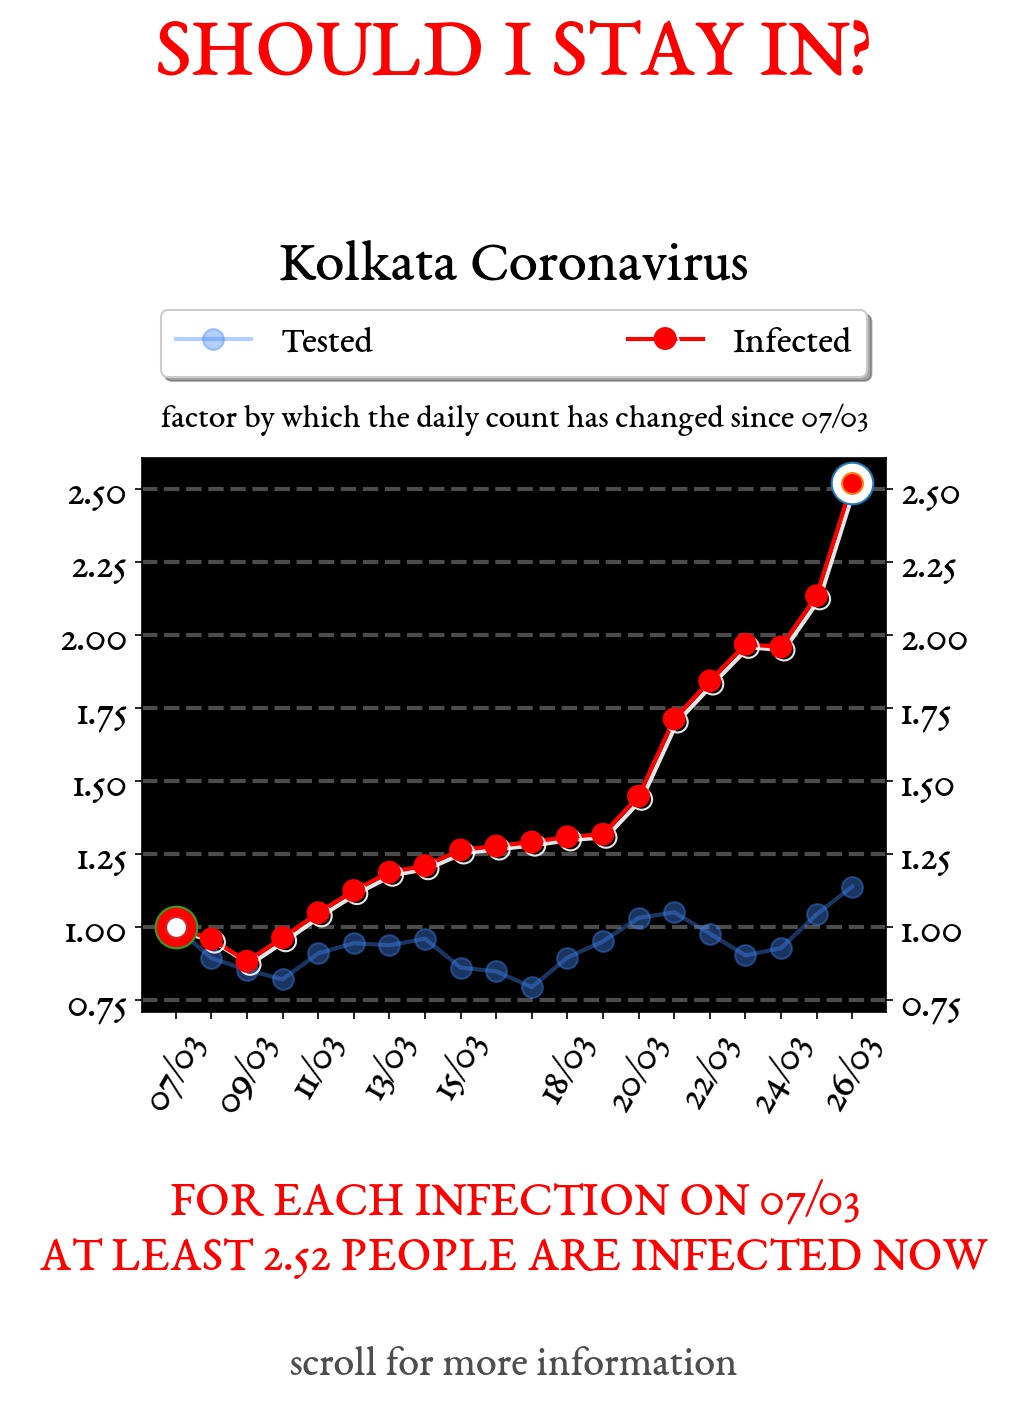 SHOULD I STAY IN?
Kolkata Coronavirus
Tested Infected
factor by which the daily count has changed since 07/03
2.50 2.50
2.25 2.25
2.00 2.00
1.75 1.75
1.50 1.50
1.25 1.25
1.00 1.00
0.75 0.75
07/03 09/03 11/03 13/03 15/03 18/03 20/03 22/03 24/03 26/03
FOR EACH INFECTION ON 07/03
AT LEAST 2.52 PEOPLE ARE INFECTED NOW
scroll for more information